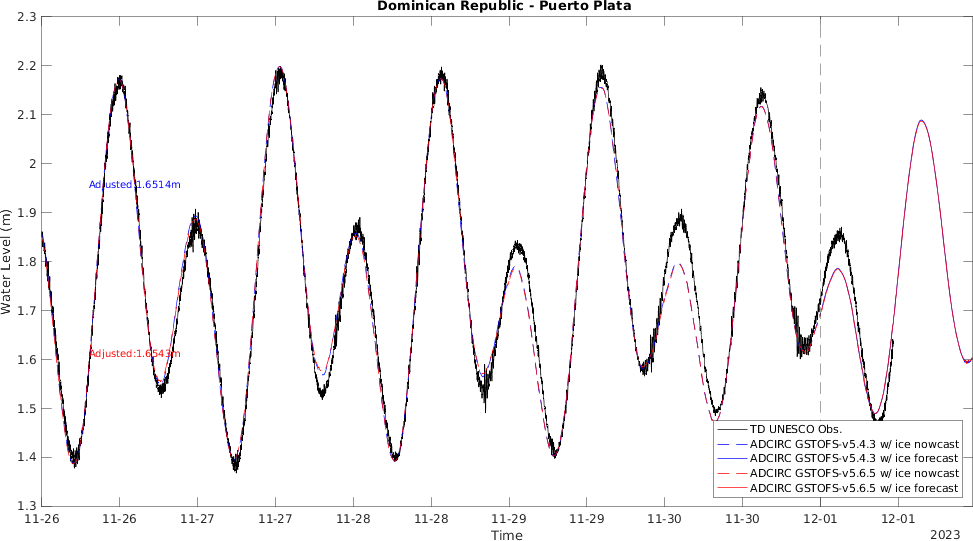 Dominican Republic - Puerto Plata
2.3
2.2
2.1
2
1.9
1.8
1.7
1.6
1.5
1.4
1.3
Water Level (m)
Adjusted:1.6514m
Adjusted:1.6543m
TD UNESCO Obs.
ADCIRC GSTOFS-v5.4.3 w/ ice nowcast
ADCIRC GSTOFS-v5.4.3 w/ ice forecast
ADCIRC GSTOFS-v5.6.5 w/ ice nowcast
ADCIRC GSTOFS-v5.6.5 w/ ice forecast
11-26 11-26 11-27 11-27 11-28 11-28 11-29 11-29 11-30 11-30 12-01 12-01
Time
2023